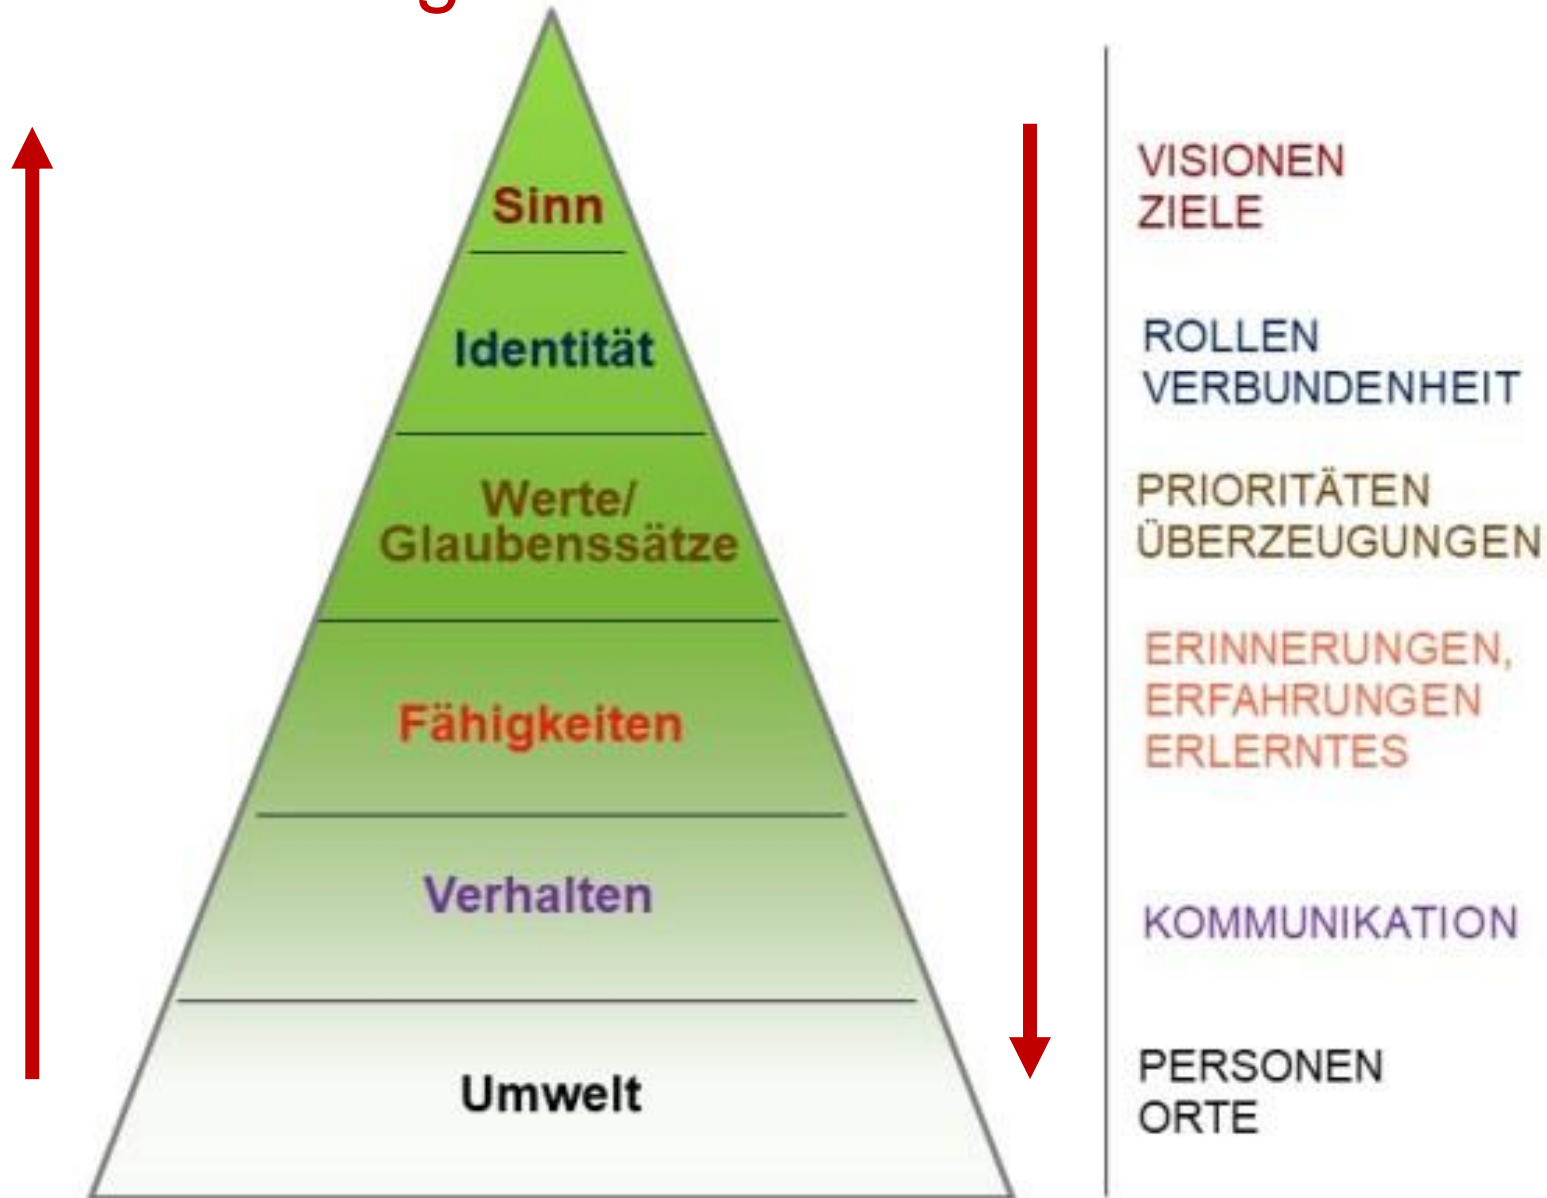 Sinn
Identität
Werte/
Glaubenssätze
Fähigkeiten
Verhalten
Umwelt
VISIONEN
ZIELE
ROLLEN
VERBUNDENHEIT
PRIORITÄTEN
ÜBERZEUGUNGEN
ERINNERUNGEN,
ERFAHRUNGEN
ERLERNTES
KOMMUNIKATION
PERSONEN
ORTE